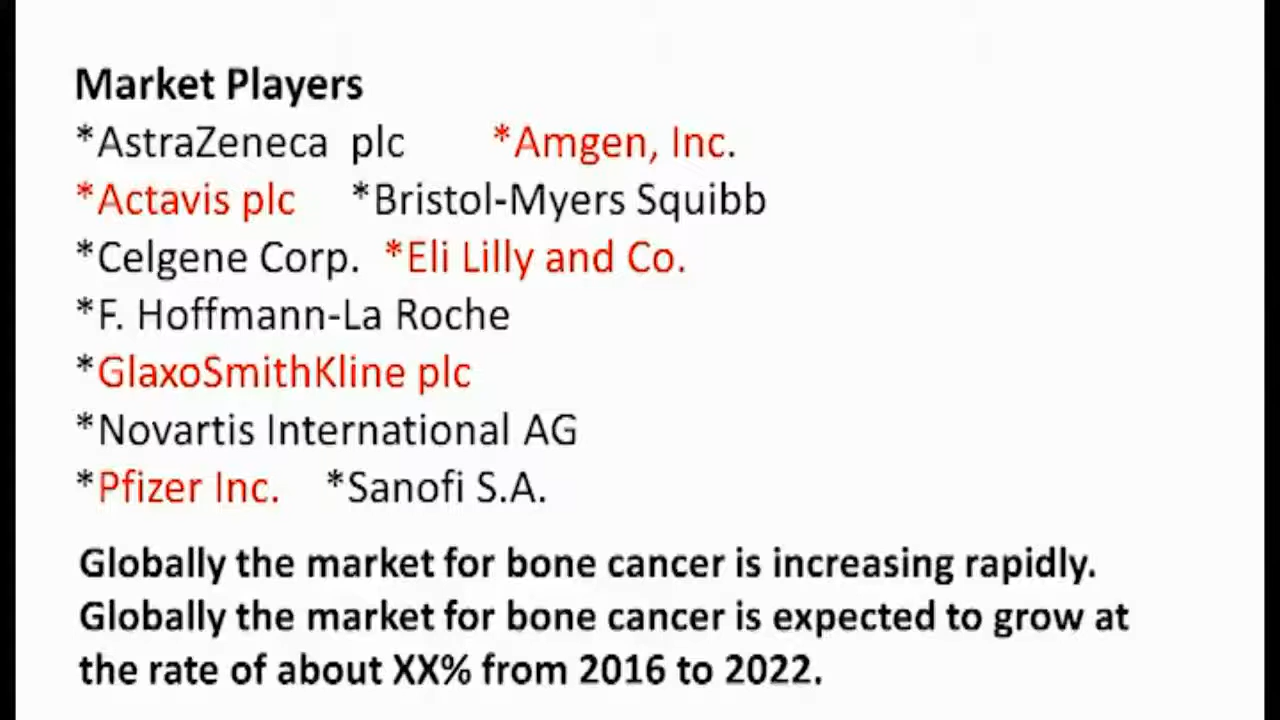 Market Players
*AstraZeneca plc *Amgen, Inc.
*Actavis plc *Bristol-Myers Squibb
*Celgene Corp. *Eli Lilly and Co.
*F. Hoffmann-La Roche
*GlaxoSmithKline plc
*Novartis International AG
*Pfizer Inc. *Sanofi S.A.
Globally the market for bone cancer is increasing rapidly.
Globally the market for bone cancer is expected to grow at
the rate of about XX% from 2016 to 2022.